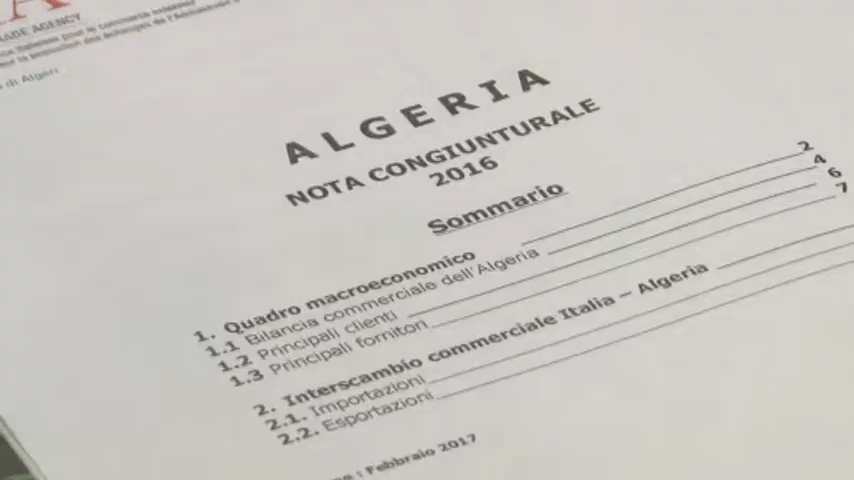 TRADE AGENCY
di Algeri
ALGERIA
NOTA CONGIUNTURALE
2016
Sommario
1. Quadro macroeconomico 2
1.1 Bilancia commerciale dell'Algeria 4
1.2 Principali clienti 6
1.3 Principali fornitori 7
2. Interscambio commerciale Italia – Algeria
2.1. Importazioni
2.2. Esportazioni
: Febbraio 2017